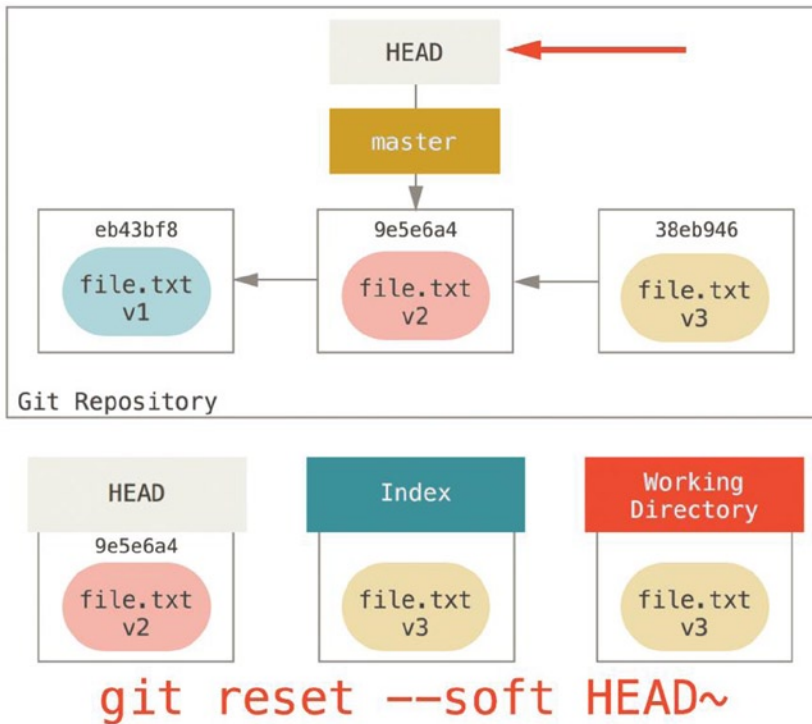 HEAD
master
eb43bf8
9e5e6a4
38eb946
file.txt
v1
file.txt
v2
file.txt
v3
Git Repository
HEAD
Index
Working
Directory
9e5e6a4
file.txt
v2
file.txt
v3
file.txt
v3
git reset --soft HEAD~